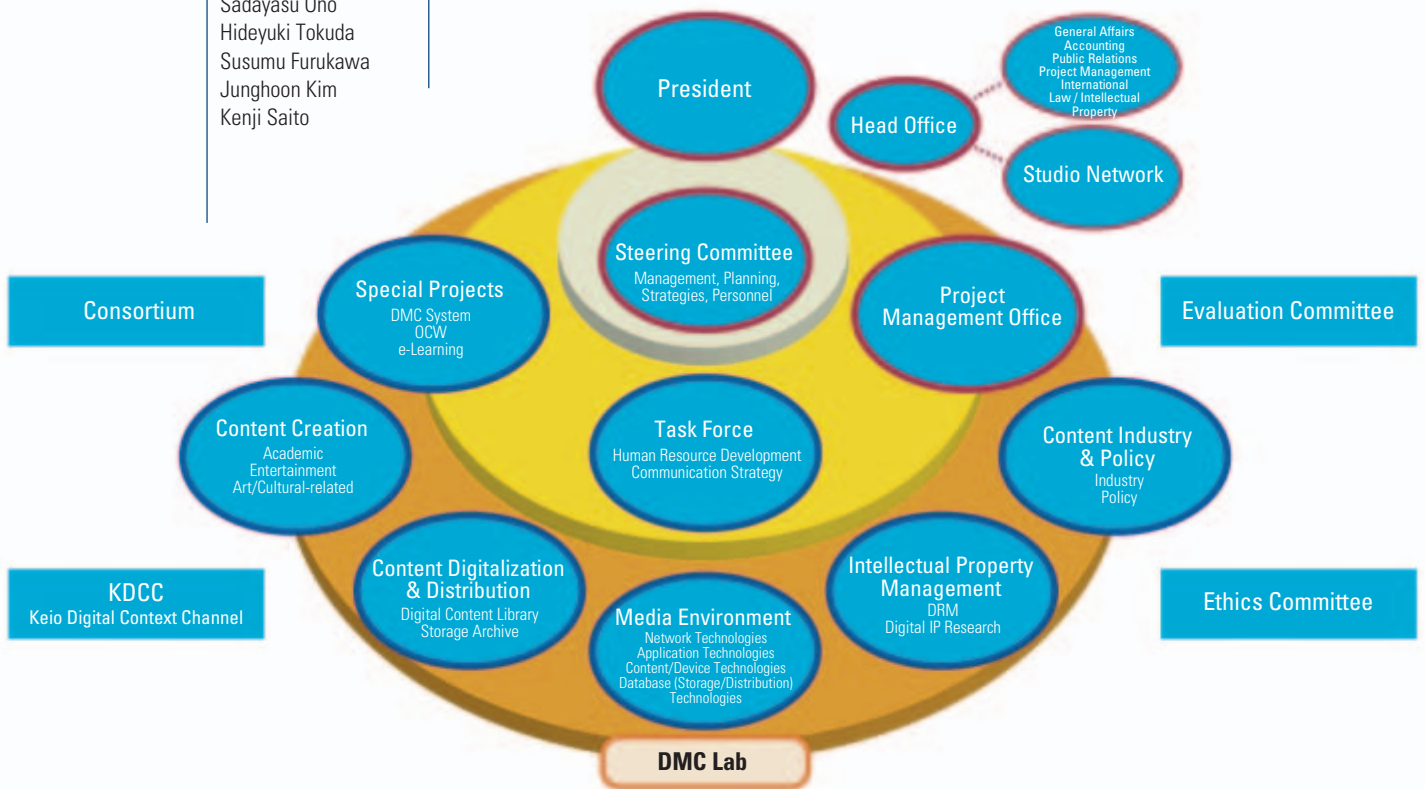 Sadayasu Ono
Hideyuki Tokuda
Susumu Furukawa
Junghoon Kim
Kenji Saito
President
Head Office
General Affairs
Accounting
Public Relations
Project Management
International
Law / Intellectual
Property
Studio Network
Steering Committee
Management, Planning,
Strategies, Personnel
Special Projects
DMC System
OCW
e-Learning
Project
Management Office
Consortium
Evaluation Committee
Content Creation
Academic
Entertainment
Art/Cultural-related
Task Force
Human Resource Development
Communication Strategy
Content Industry
& Policy
Industry
Policy
KDCC
Keio Digital Context Channel
Content Digitalization
& Distribution
Digital Content Library
Storage Archive
Media Environment
Network Technologies
Application Technologies
Content/Device Technologies
Database (Storage/Distribution)
Technologies
Intellectual Property
Management
DRM
Digital IP Research
Ethics Committee
DMC Lab